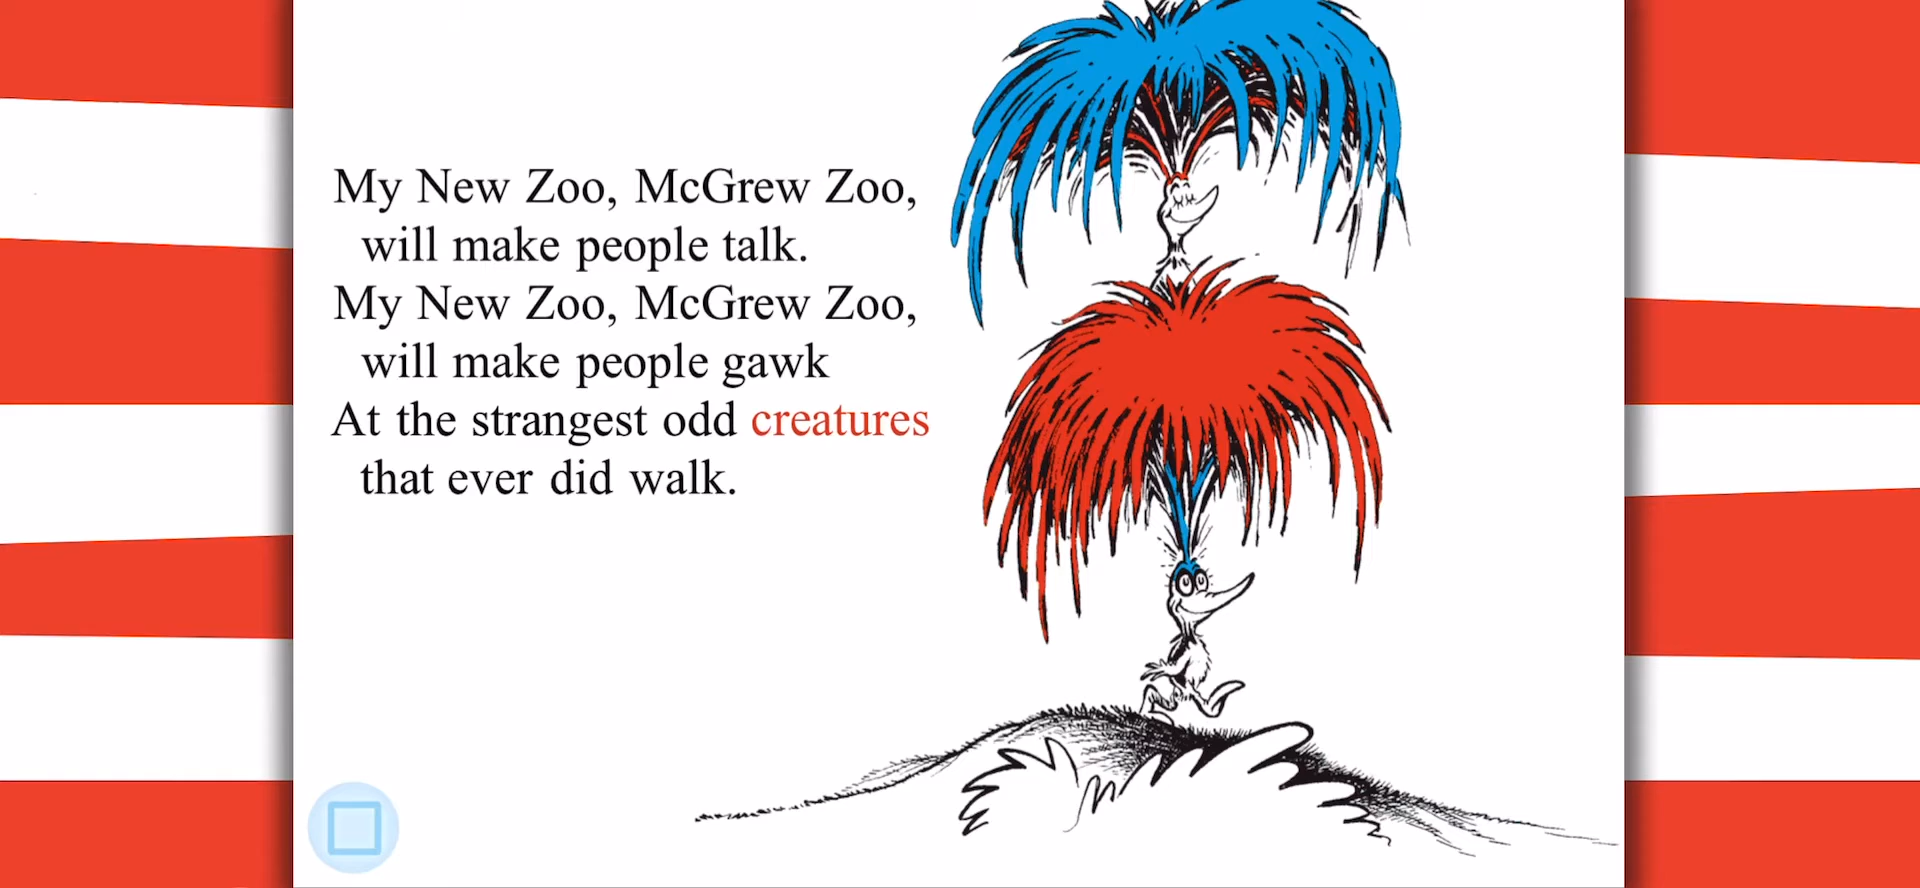 My New Zoo, McGrew Zoo,
will make people talk.
My New Zoo, McGrew Zoo,
will make people gawk
At the strangest odd creatures
that ever did walk.